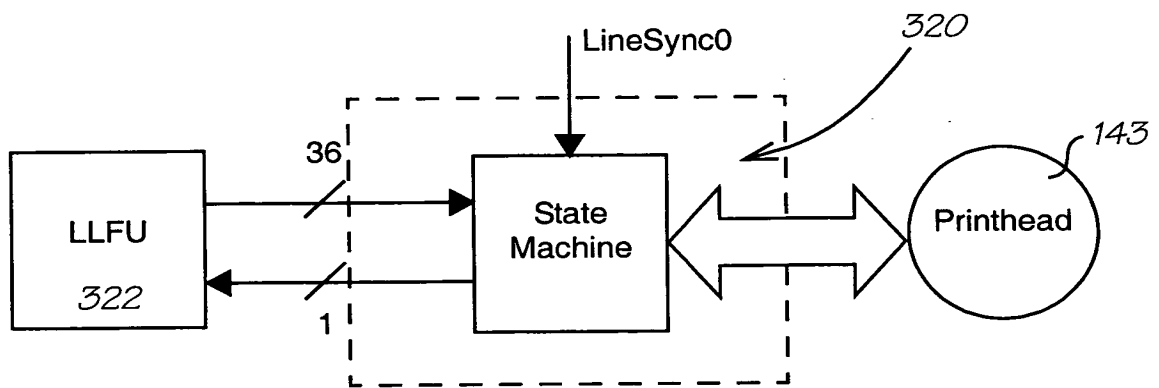 LineSync0
320
36
143
LLFU
State
Machine
Printhead
322
1